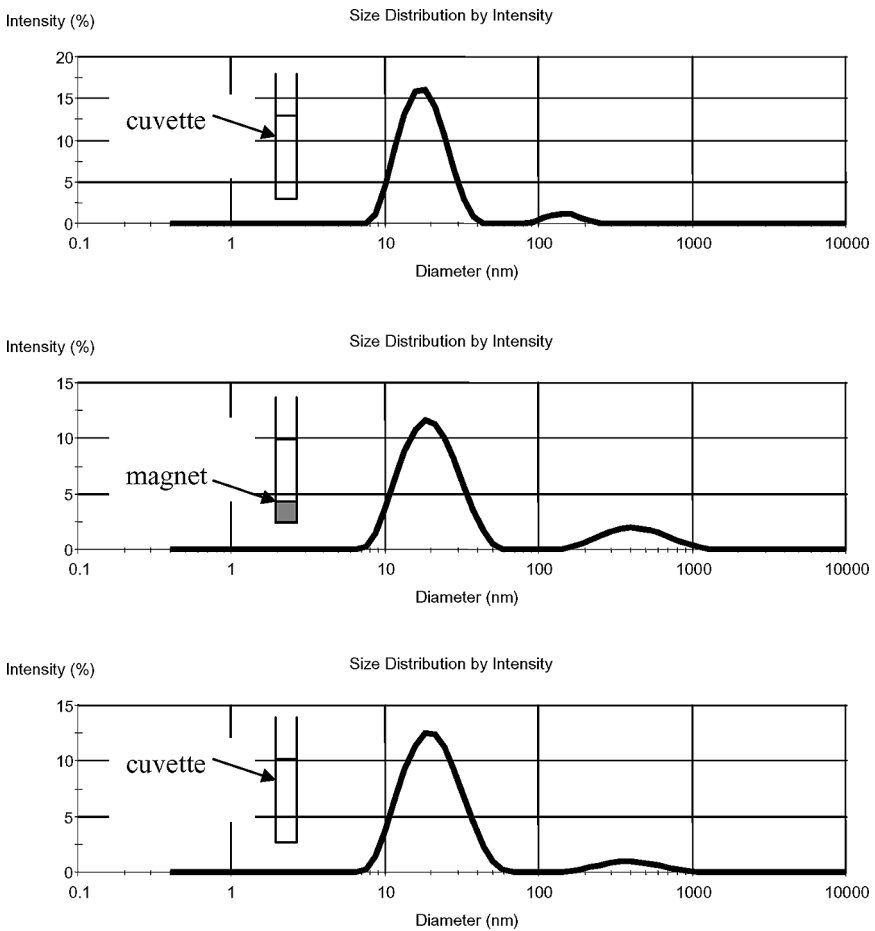 Size Distribution by Intensity
Intensity (%)
20
15
10
5
0
cuvette
0.1 1 10 100 1000 10000
Diameter (nm)
Size Distribution by Intensity
Intensity (%)
15
10
5
0
magnet
0.1 1 10 100 1000 10000
Diameter (nm)
Size Distribution by Intensity
Intensity (%)
15
10
5
0
cuvette
0.1 1 10 100 1000 10000
Diameter (nm)